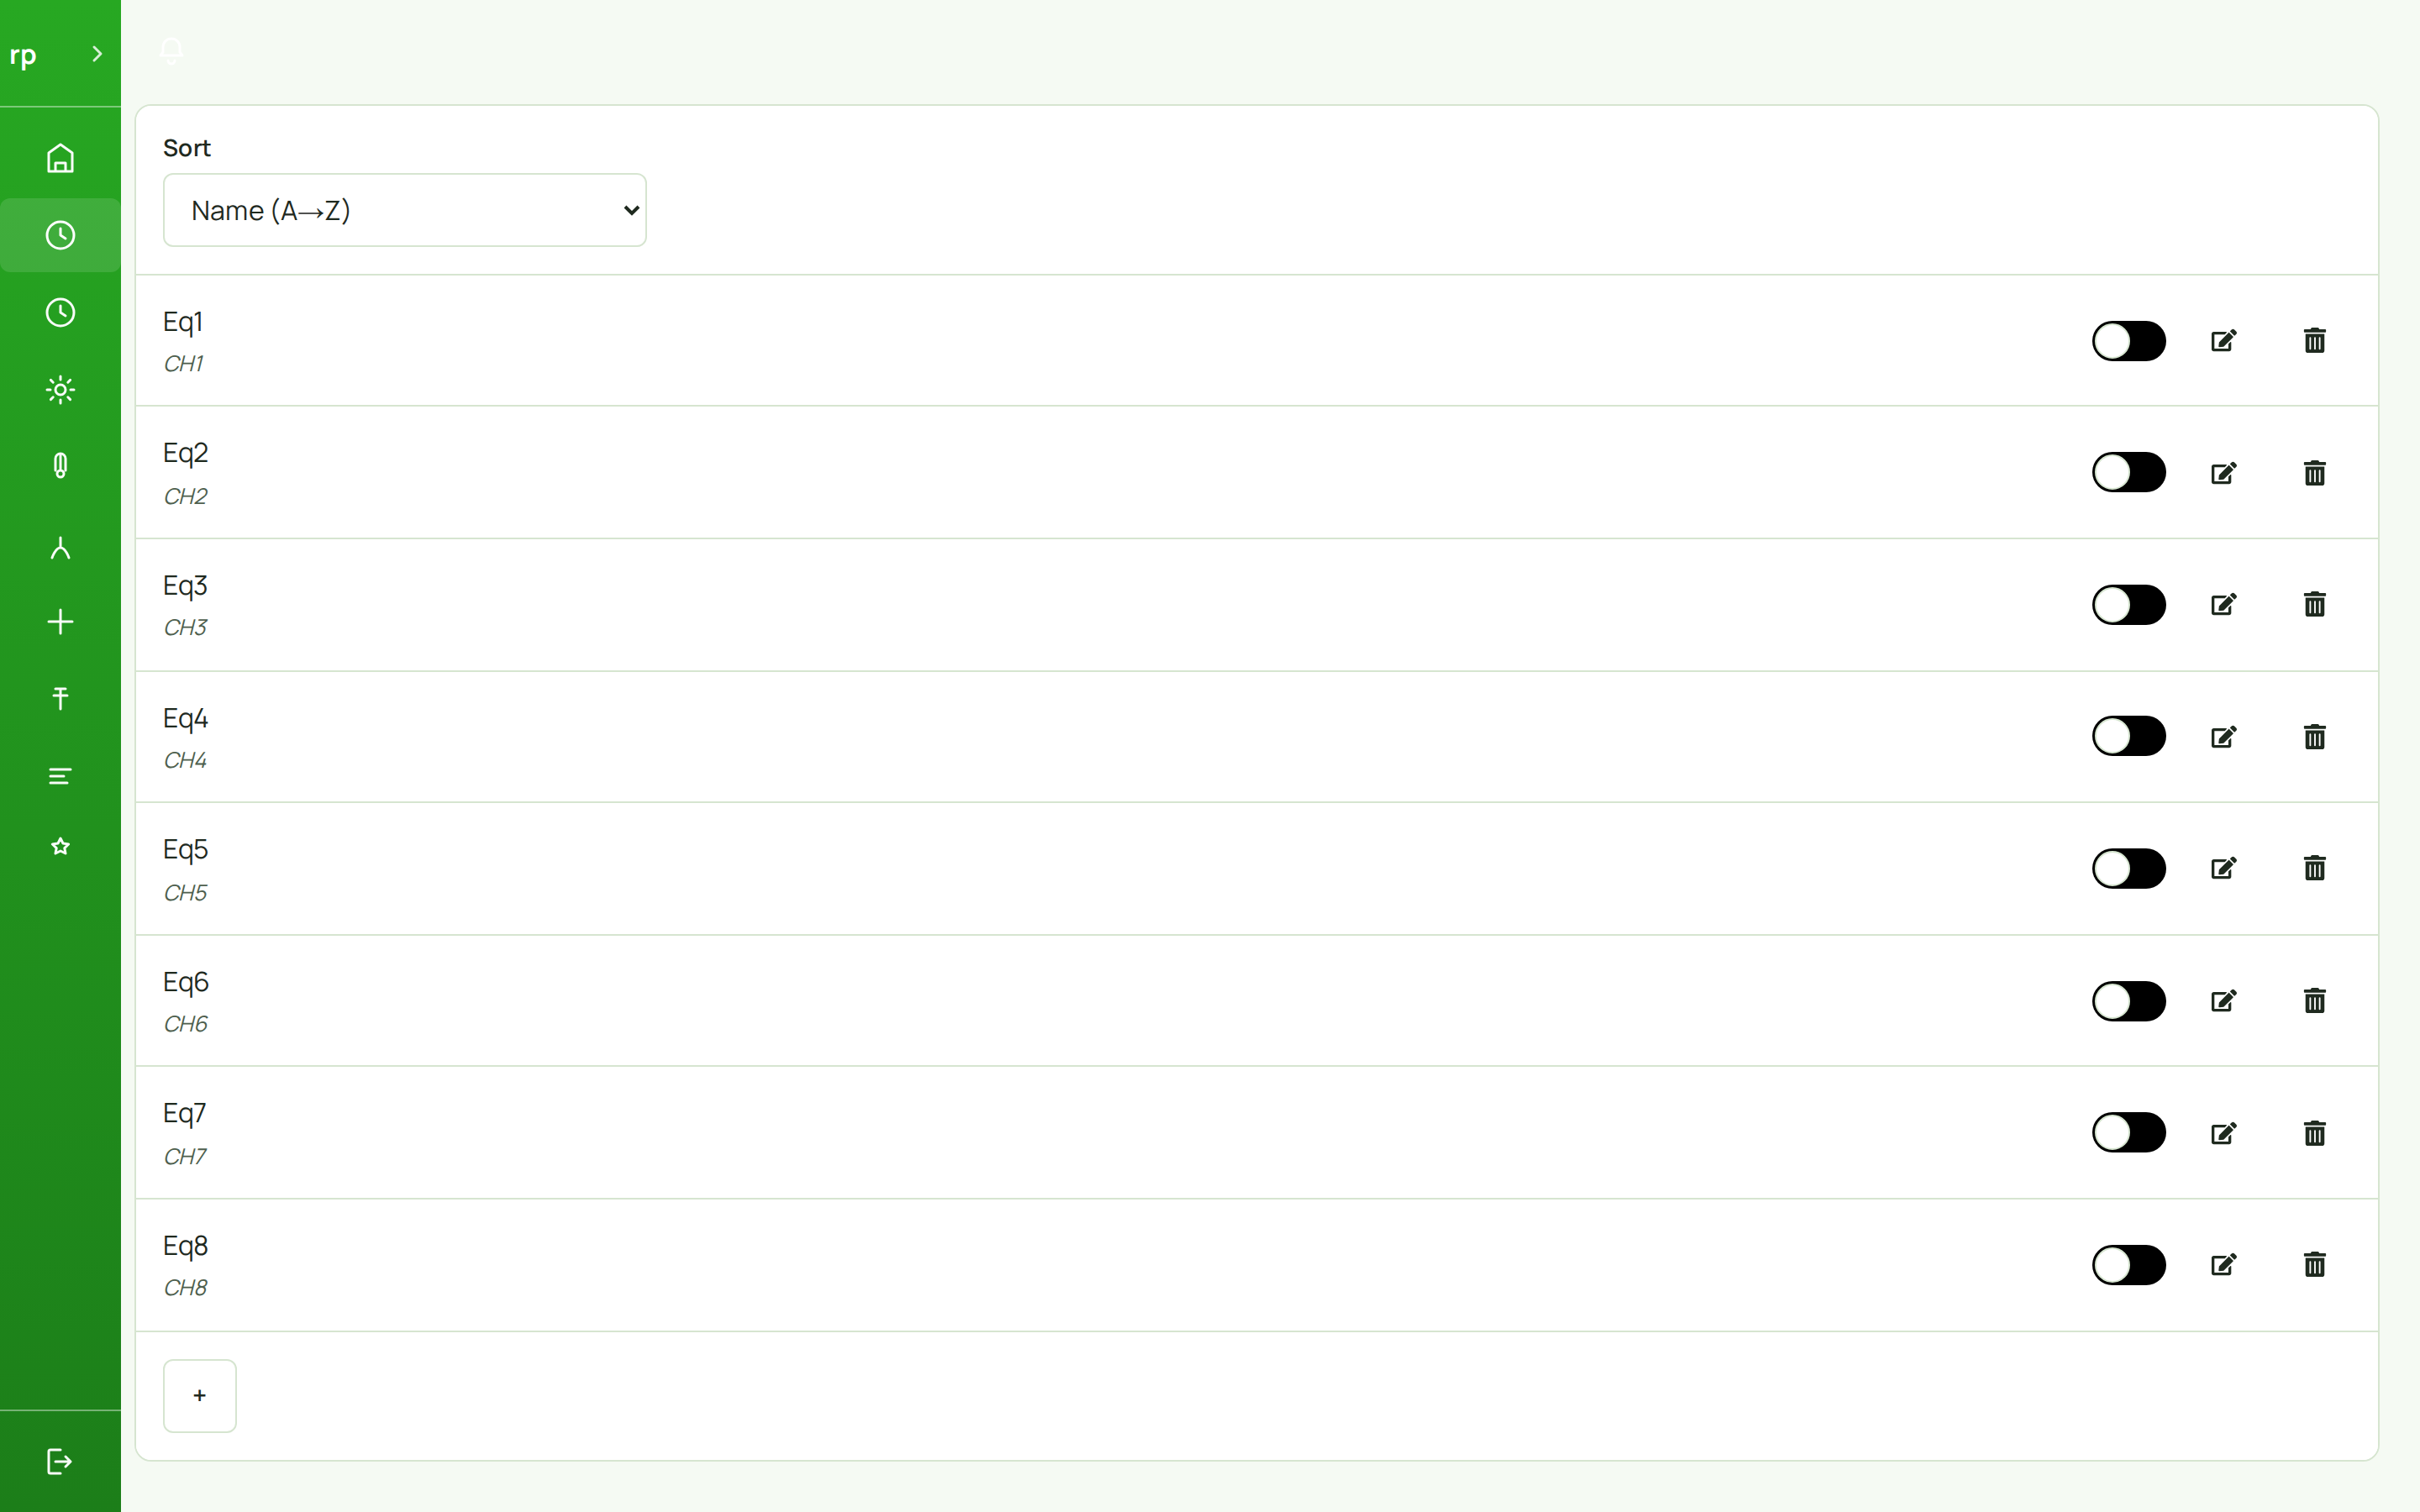 rp
Sort
Name (A→Z)
Eq1
CH1
Eq2
CH2
Eq3
CH3
Eq4
CH4
Eq5
CH5
Eq6
CH6
Eq7
CH7
Eq8
CH8
+